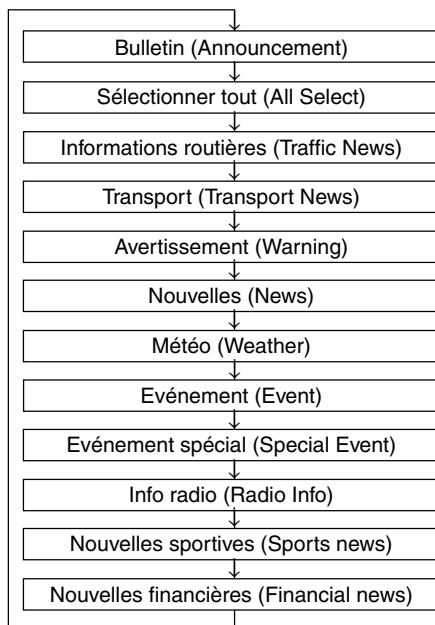 Bulletin (Announcement)
Sélectionner tout (All Select)
Informations routières (Traffic News)
Transport (Transport News)
Avertissement (Warning)
Nouvelles (News)
Météo (Weather)
Evénement (Event)
Evénement spécial (Special Event)
Info radio (Radio Info)
Nouvelles sportives (Sports news)
Nouvelles financières (Financial news)